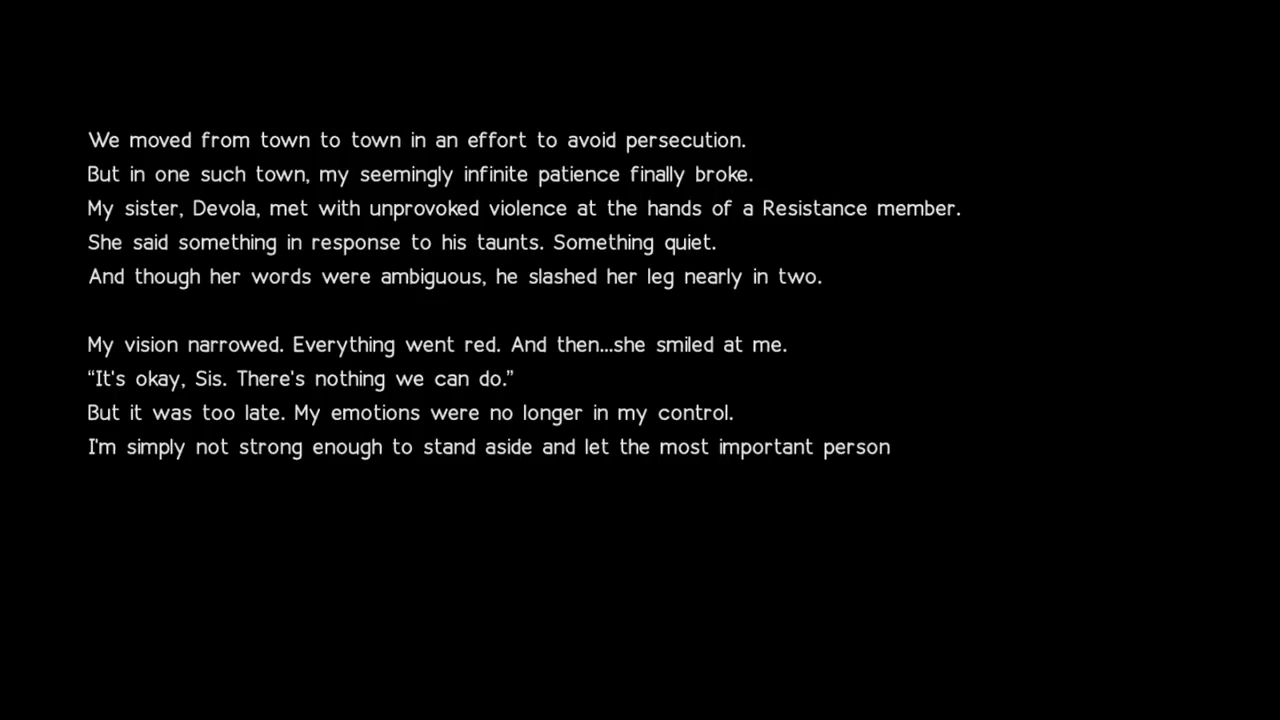 We moved from town to town in an effort to avoid persecution.
But in one such town, my seemingly infinite patience finally broke.
My sister, Devola, met with unprovoked violence at the hands of a Resistance member.
She said something in response to his taunts. Something quiet.
And though her words were ambiguous, he slashed her leg nearly in two.
My vision narrowed. Everything went red. And then...she smiled at me.
“It's okay, Sis. There's nothing we can do.”
But it was too late. My emotions were no longer in my control.
I'm simply not strong enough to stand aside and let the most important person